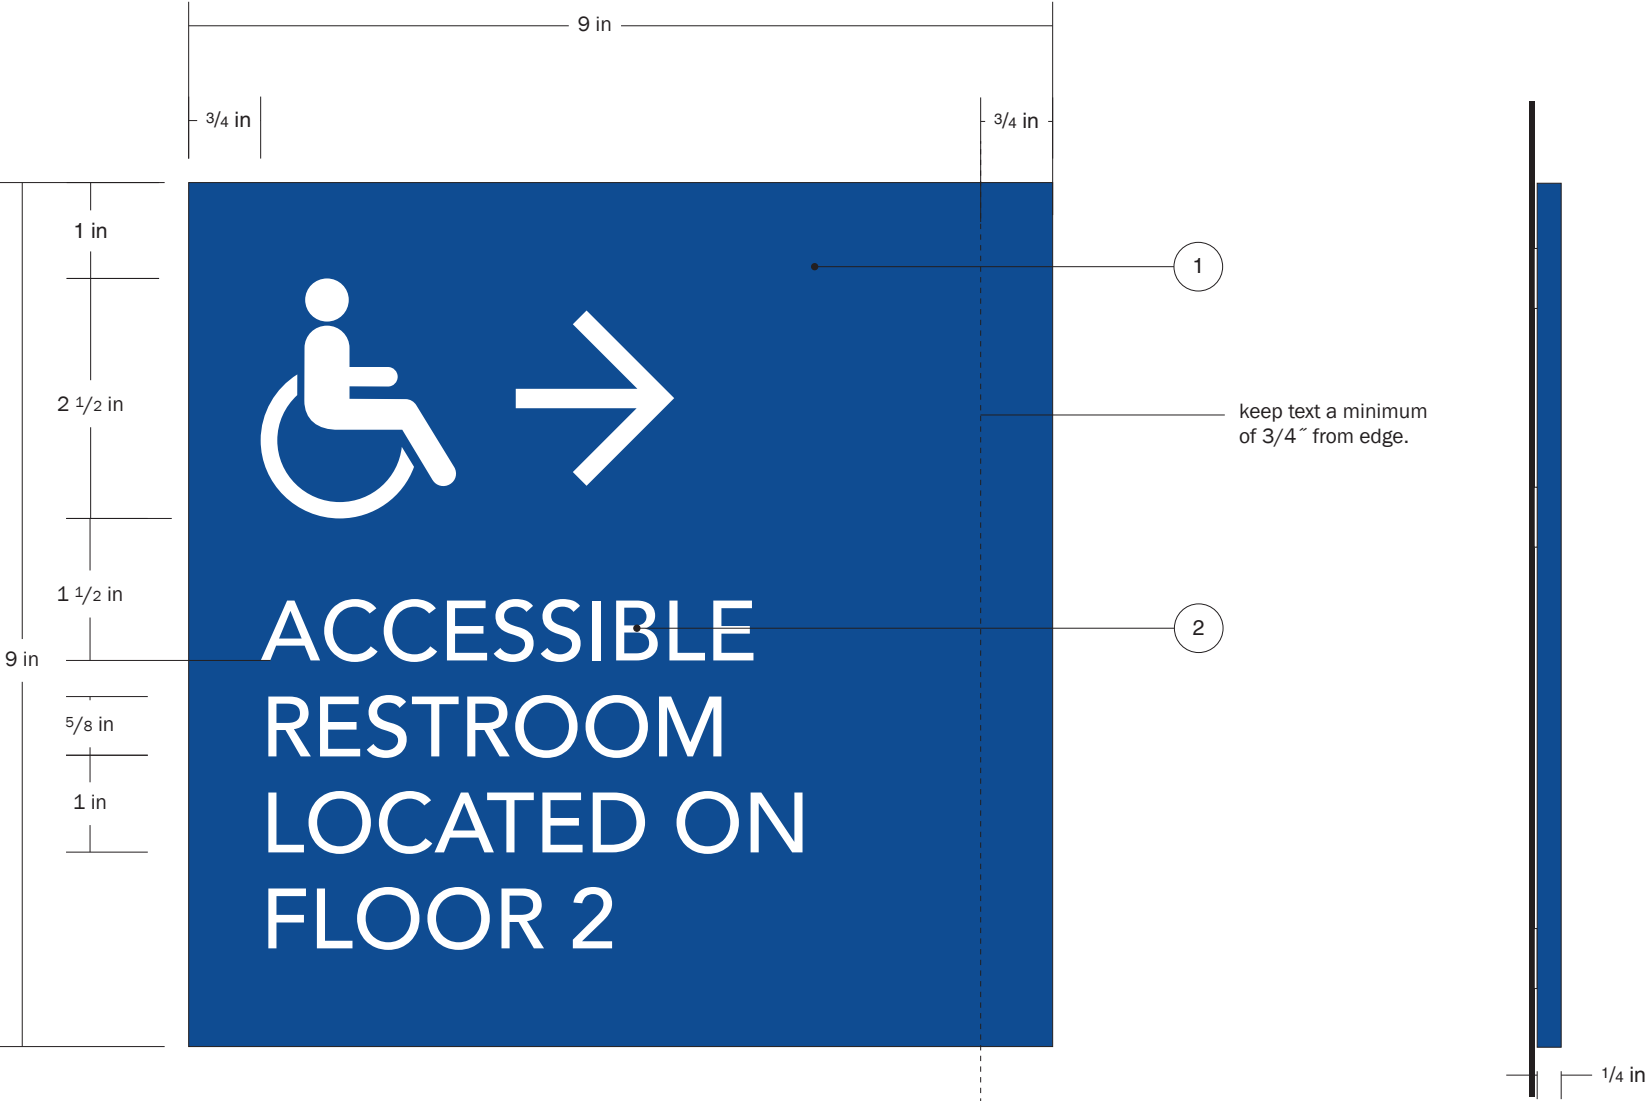 9 in
3/4 in
3/4 in
1 in
1
2 1/2 in
keep text a minimum
of 3/4˝ from edge.
1 1/2 in
ACCESSIBLE
2
9 in
RESTROOM
5/8 in
LOCATED ON
1 in
FLOOR 2
1/4 in